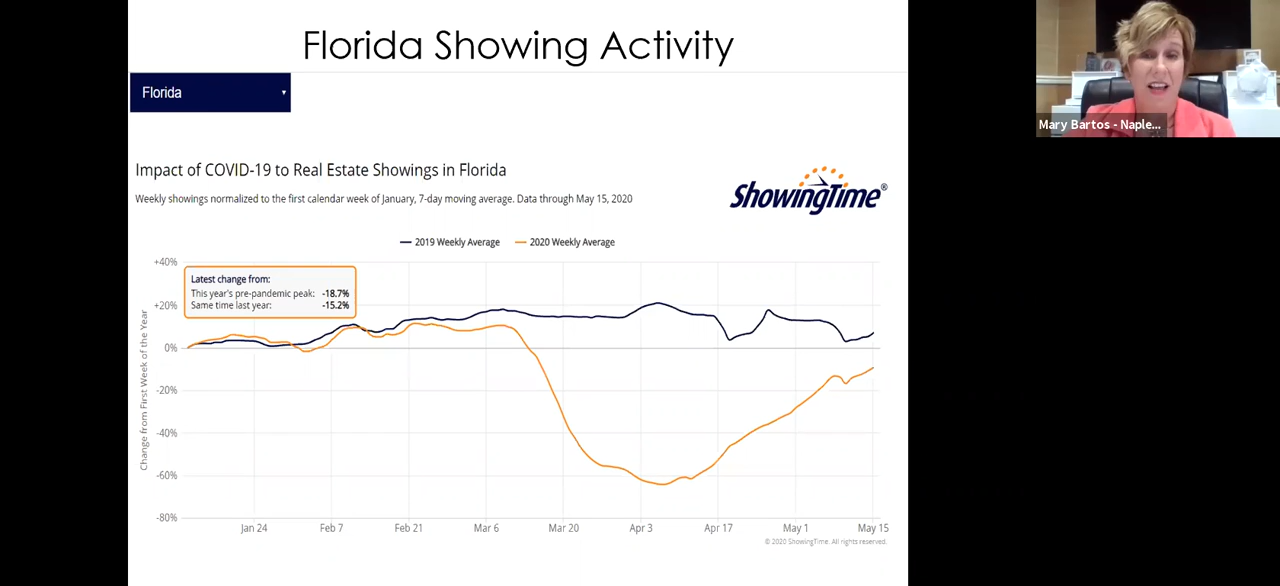 Florida Showing Activity
Florida
Mary Bartos - Naple...
Impact of COVID-19 to Real Estate Showings in Florida
Weekly showings normalized to the first calendar week of January, 7-day moving average. Data through May 15, 2020
ShowingTime®
2019 Weekly Average
2020 Weekly Average
Latest change from:
This year's pre-pandemic peak: -18.7%
Same time last year: -15.2%
Change from First Week of the Year
+40%
+20%
0%
-20%
-40%
-60%
-80%
Jan 24 Feb 7 Feb 21 Mar 6 Mar 20 Apr 3 Apr 17 May 1 May 15
© 2020 ShowingTime. All rights reserved.